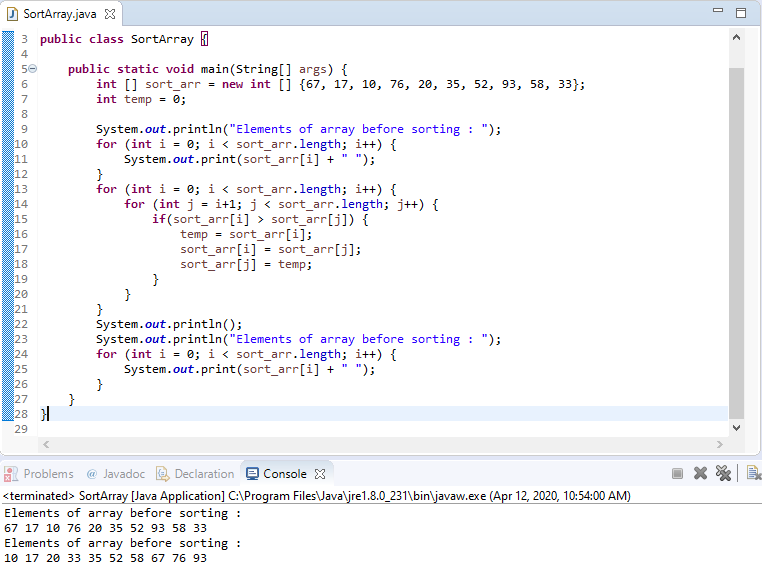 SortArray.java
3 public class SortArray {
4
5 public static void main(String[] args) {
6 int [] sort_arr = new int [] {67, 17, 10, 76, 20, 35, 52, 93, 58, 33};
7 int temp = 0;
8
9 System.out.println("Elements of array before sorting : ");
10 for (int i = 0; i < sort_arr.length; i++) {
11 System.out.print(sort_arr[i] + " ");
12 }
13 for (int i = 0; i < sort_arr.length; i++) {
14 for (int j = i+1; j < sort_arr.length; j++) {
15 if(sort_arr[i] > sort_arr[j]) {
16 temp = sort_arr[i];
17 sort_arr[i] = sort_arr[j];
18 sort_arr[j] = temp;
19 }
20 }
21 }
22 System.out.println();
23 System.out.println("Elements of array before sorting : ");
24 for (int i = 0; i < sort_arr.length; i++) {
25 System.out.print(sort_arr[i] + " ");
26 }
27 }
28 }
29
Problems @ Javadoc Declaration Console
<terminated> SortArray [Java Application] C:\Program Files\Java\jre1.8.0_231\bin\javaw.exe (Apr 12, 2020, 10:54:00 AM)
Elements of array before sorting :
67 17 10 76 20 35 52 93 58 33
Elements of array before sorting :
10 17 20 33 35 52 58 67 76 93